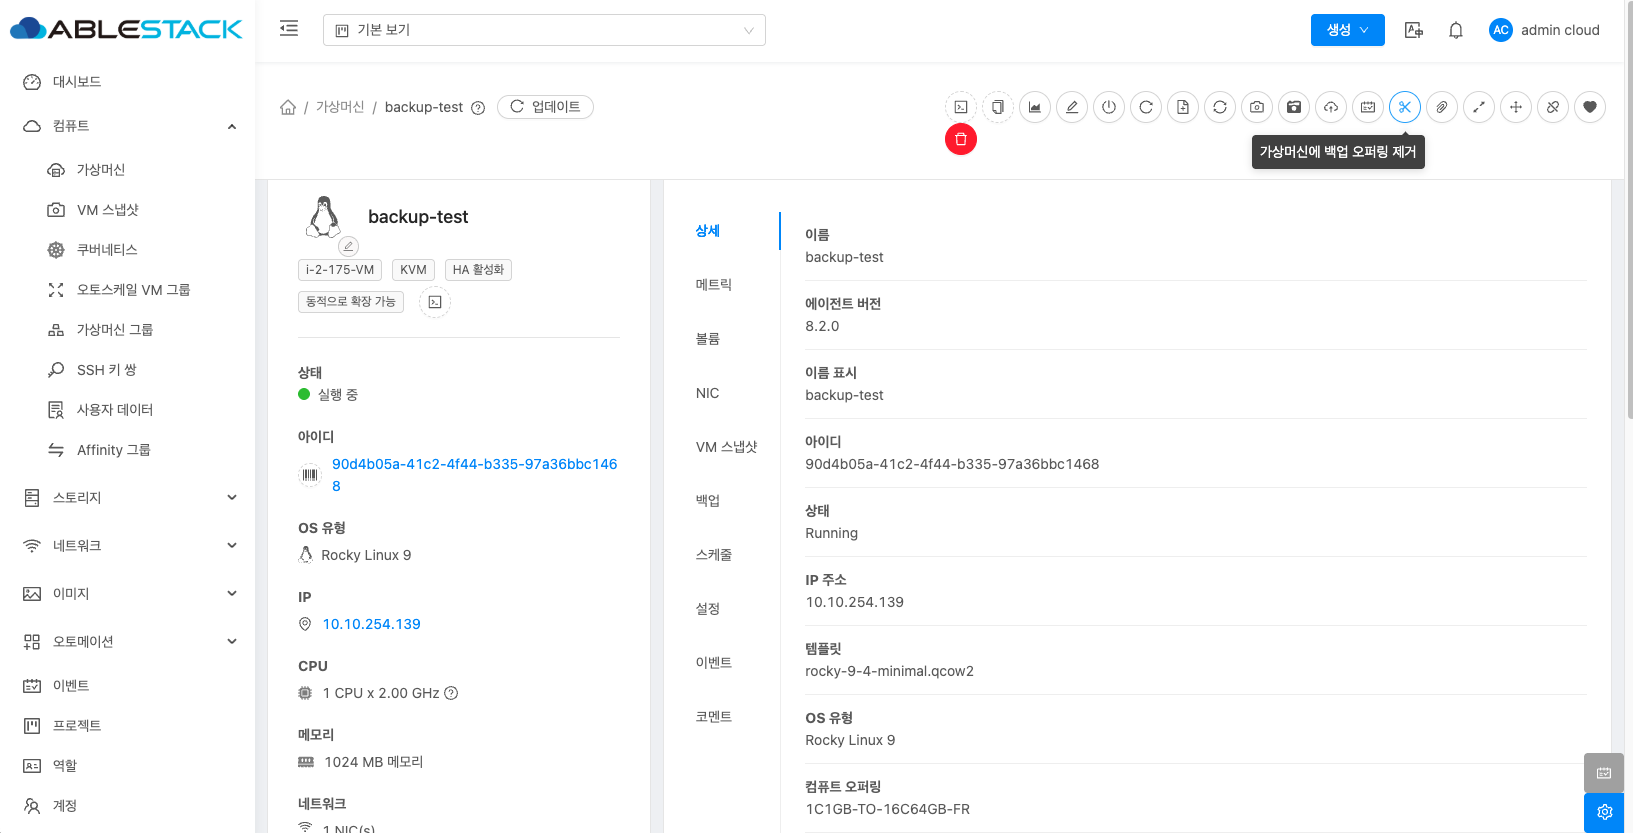 ABLESTACK
기본 보기
생성
AC
admin cloud
대시보드
컴퓨트
가상머신
VM 스냅샷
쿠버네티스
오토스케일 VM 그룹
가상머신 그룹
SSH 키 쌍
사용자 데이터
Affinity 그룹
스토리지
네트워크
이미지
오토메이션
이벤트
프로젝트
역할
계정
/ 가상머신 / backup-test
업데이트
가상머신에 백업 오퍼링 제거
backup-test
i-2-175-VM
KVM
HA 활성화
동적으로 확장 가능
상태
실행 중
아이디
90d4b05a-41c2-4f44-b335-97a36bbc146
8
OS 유형
Rocky Linux 9
IP
10.10.254.139
CPU
1 CPU x 2.00 GHz
메모리
1024 MB 메모리
네트워크
1 NIC(s)
상세
메트릭
볼륨
NIC
VM 스냅샷
백업
스케줄
설정
이벤트
코멘트
이름
backup-test
에이전트 버전
8.2.0
이름 표시
backup-test
아이디
90d4b05a-41c2-4f44-b335-97a36bbc1468
상태
Running
IP 주소
10.10.254.139
템플릿
rocky-9-4-minimal.qcow2
OS 유형
Rocky Linux 9
컴퓨트 오퍼링
1C1GB-TO-16C64GB-FR